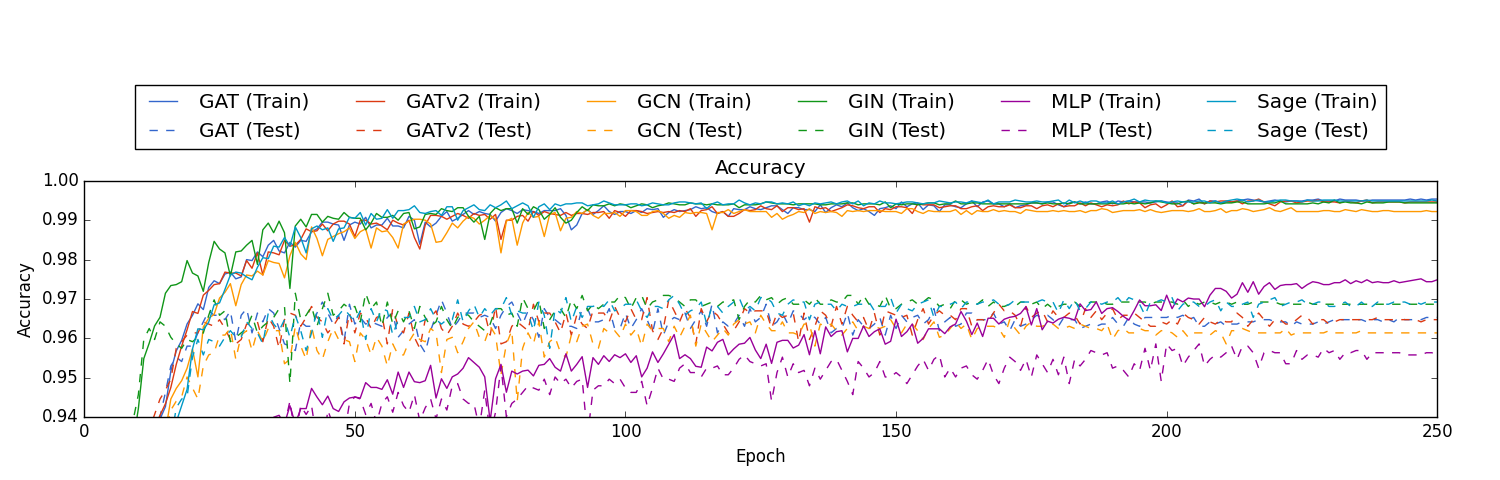 GAT (Train) GATv2 (Train) GCN (Train) GIN (Train) MLP (Train) Sage (Train)
GAT (Test) GATv2 (Test) GCN (Test) GIN (Test) MLP (Test) Sage (Test)
Accuracy
1.00
0.99
0.98
0.97
0.96
0.95
0.94
Accuracy
0 50 100 150 200 250
Epoch